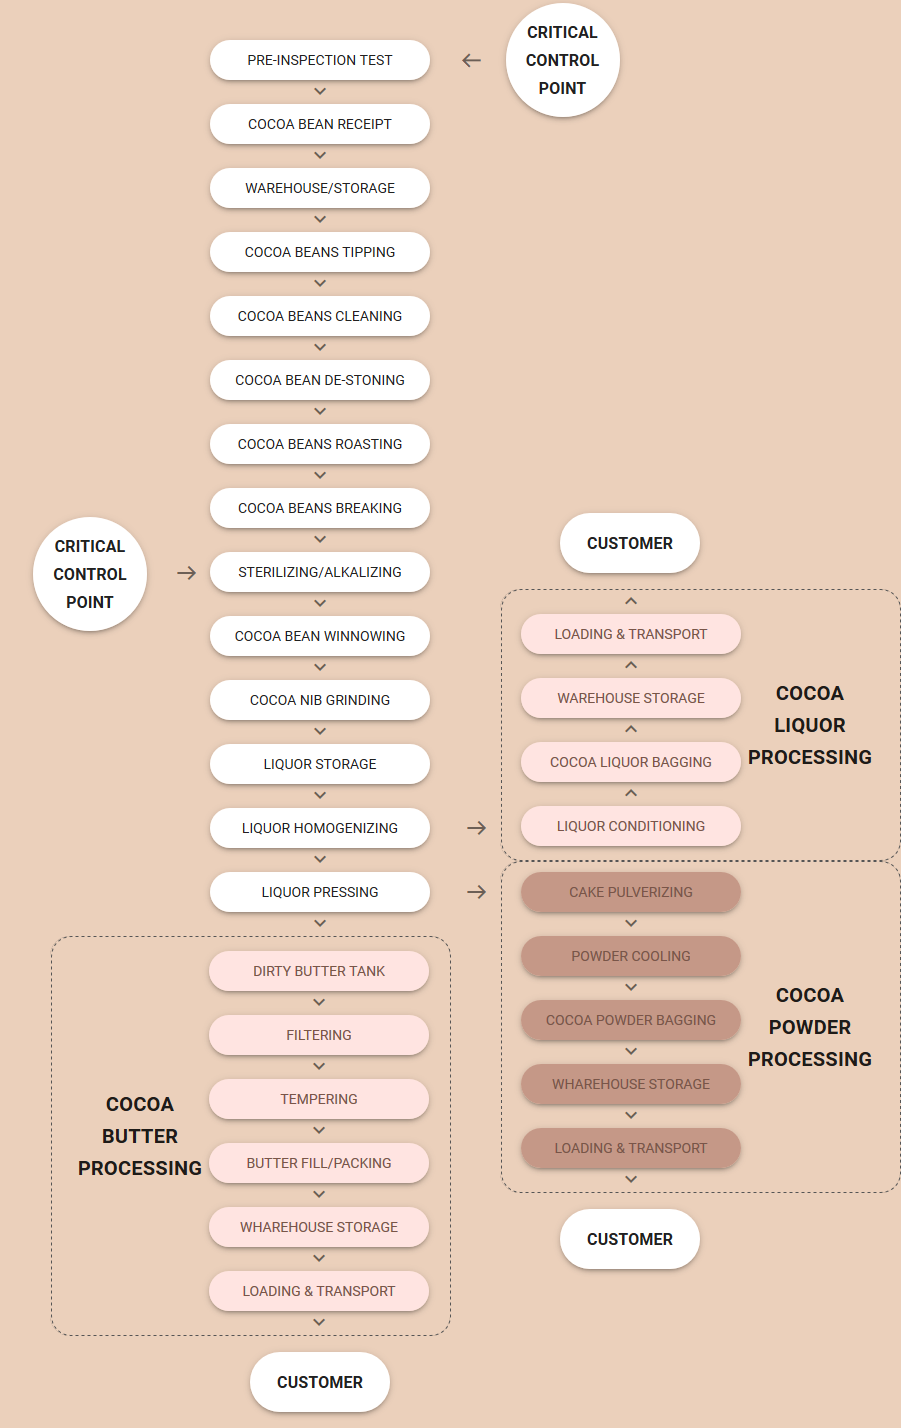 CRITICAL
CONTROL
POINT
PRE-INSPECTION TEST
COCOA BEAN RECEIPT
WAREHOUSE/STORAGE
COCOA BEANS TIPPING
COCOA BEANS CLEANING
COCOA BEAN DE-STONING
COCOA BEANS ROASTING
COCOA BEANS BREAKING
CRITICAL
CONTROL
POINT
STERILIZING/ALKALIZING
COCOA BEAN WINNOWING
COCOA NIB GRINDING
LIQUOR STORAGE
LIQUOR HOMOGENIZING
LIQUOR PRESSING
CUSTOMER
LOADING & TRANSPORT
WAREHOUSE STORAGE
COCOA LIQUOR BAGGING
LIQUOR CONDITIONING
COCOA
LIQUOR
PROCESSING
CAKE PULVERIZING
POWDER COOLING
COCOA POWDER BAGGING
WHAREHOUSE STORAGE
LOADING & TRANSPORT
COCOA
POWDER
PROCESSING
CUSTOMER
COCOA
BUTTER
PROCESSING
DIRTY BUTTER TANK
FILTERING
TEMPERING
BUTTER FILL/PACKING
WHAREHOUSE STORAGE
LOADING & TRANSPORT
CUSTOMER